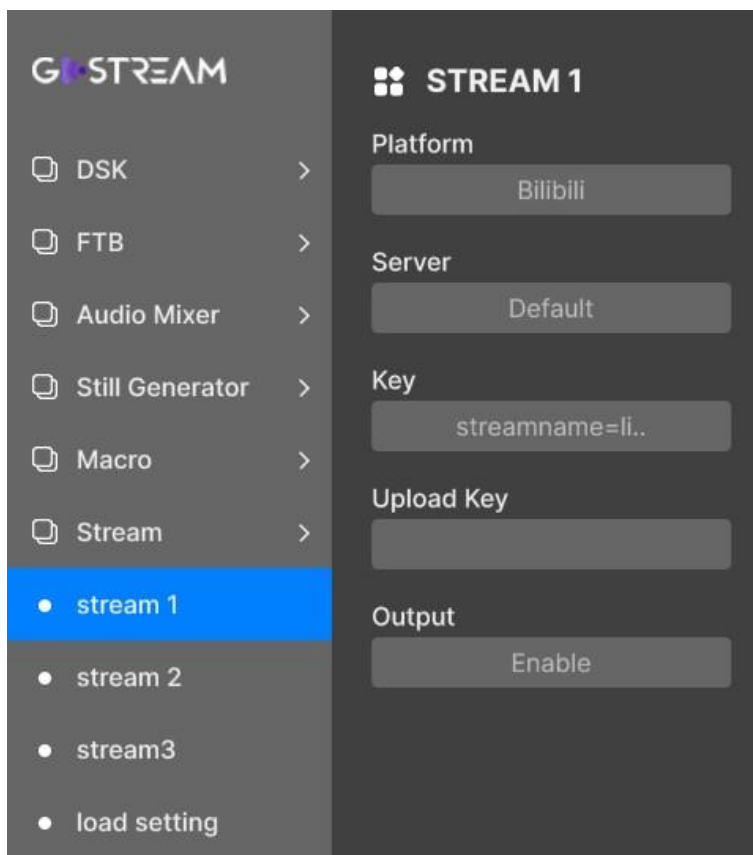 GOSTREAM
DSK
FTB
Audio Mixer
Still Generator
Macro
Stream
stream 1
stream 2
stream3
load setting
STREAM 1
Platform
Bilibili
Server
Default
Key
streamname=li..
Upload Key
Output
Enable